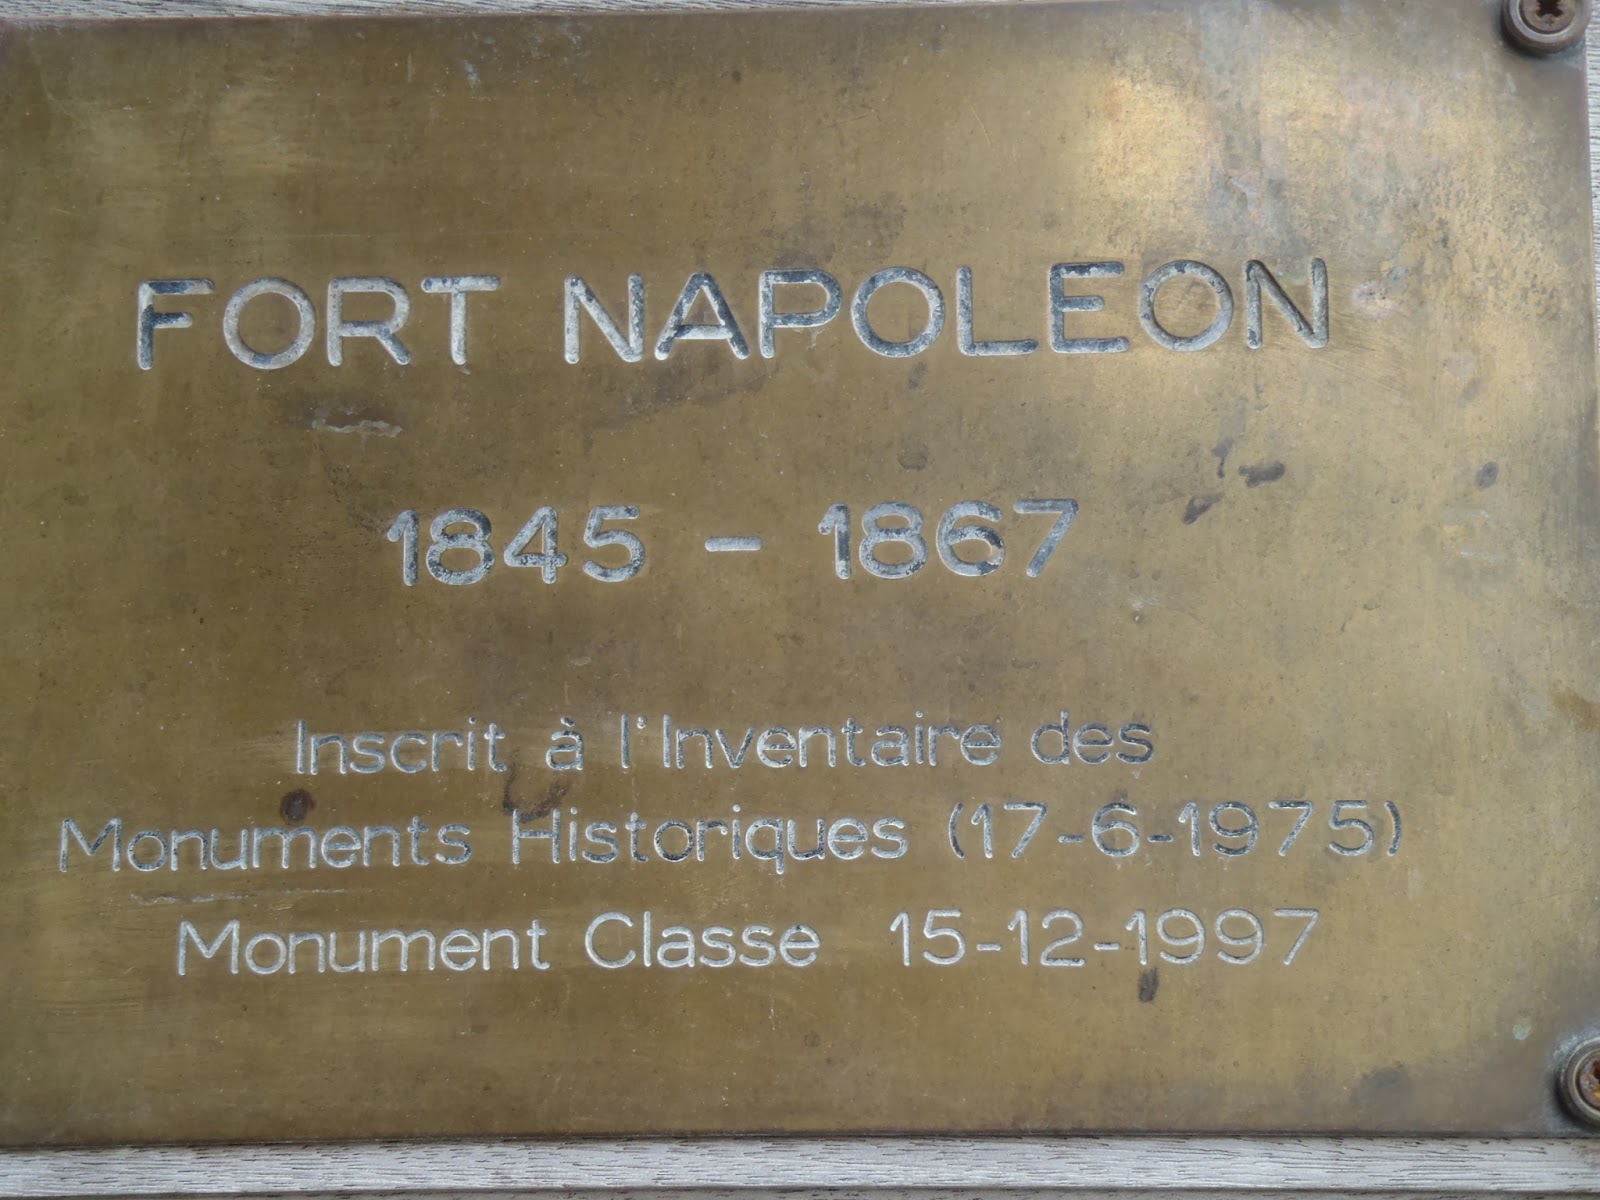 FORT NAPOLEON
1845 - 1867
Inscrit à l'Inventaire des
Monuments Historiques (17-6-1975)
Monument Classe 15-12-1997